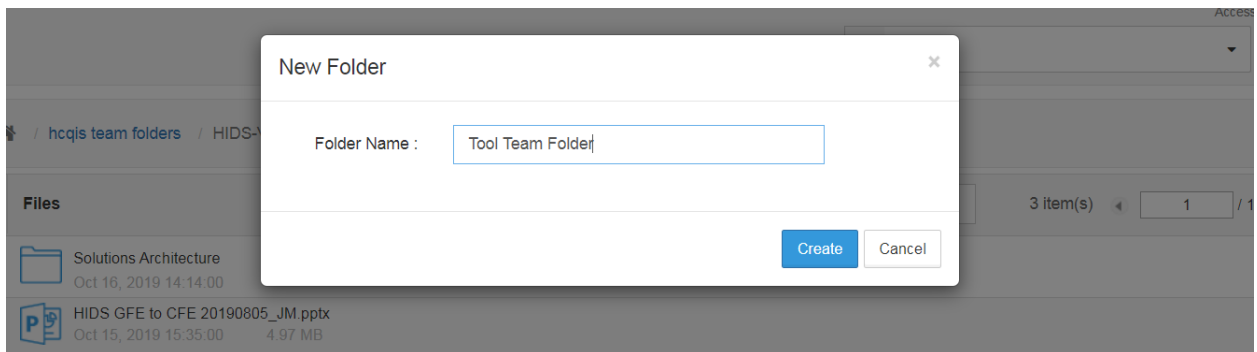 Access
New Folder ×
/ hcqis team folders / HIDS-
Folder Name : Tool Team Folder
Files 3 item(s) 1 / 1
Create Cancel
Solutions Architecture
Oct 16, 2019 14:14:00
HIDS GFE to CFE 20190805_JM.pptx
Oct 15, 2019 15:35:00 4.97 MB